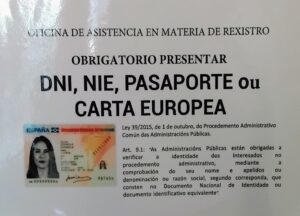 OFICINA DE ASISTENCIA EN MATERIA DE REXISTRO
OBRIGATORIO PRESENTAR
DNI, NIE, PASAPORTE ou
CARTA EUROPEA
ESPAÑA
Ley 39/2015, de 1 de outubro, do Procedemento Administrativo
Común das Administracións Públicas.
Art. 9.1: "As Administracións Públicas están obrigadas a
verificar a identidade dos interesados no
procedemento administrativo, mediante a
comprobación do seu nome e apelidos ou
denominación ou razón social, segundo corresponda, que
consten no Documento Nacional de Identidade ou
documento identificativo equivalente".